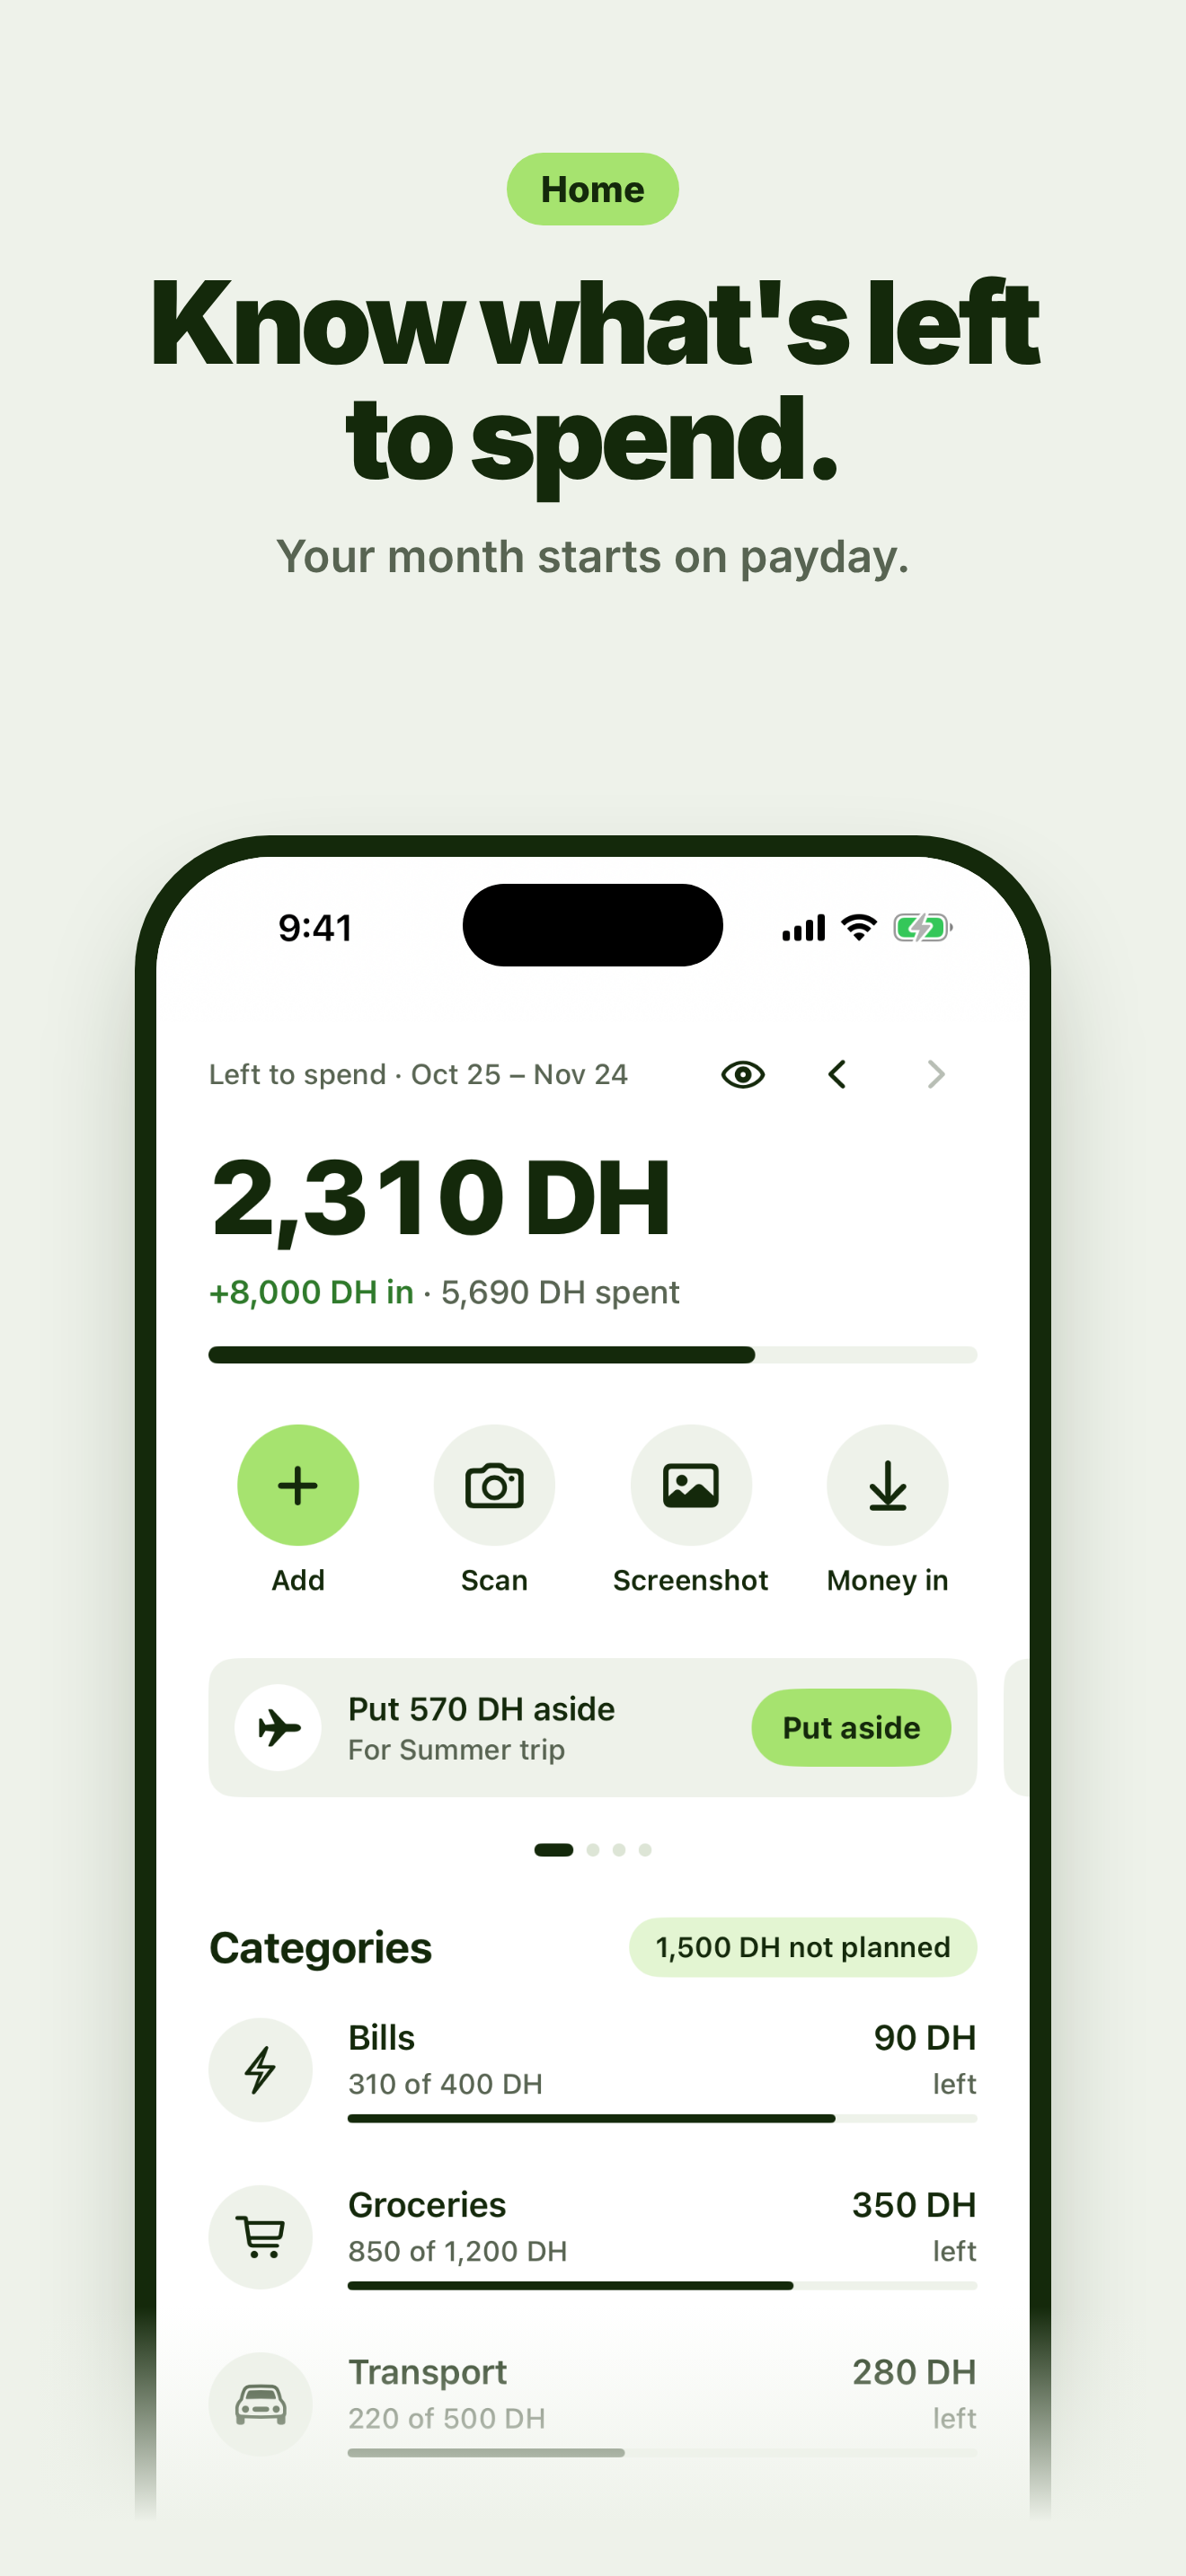 Home
Know what's left
to spend.
Your month starts on payday.
9:41
Left to spend · Oct 25 – Nov 24
2,310 DH
+8,000 DH in · 5,690 DH spent
Add
Scan
Screenshot
Money in
Put 570 DH aside
For Summer trip
Put aside
Categories
1,500 DH not planned
Bills
90 DH
310 of 400 DH
left
Groceries
350 DH
850 of 1,200 DH
left
Transport
280 DH
220 of 500 DH
left